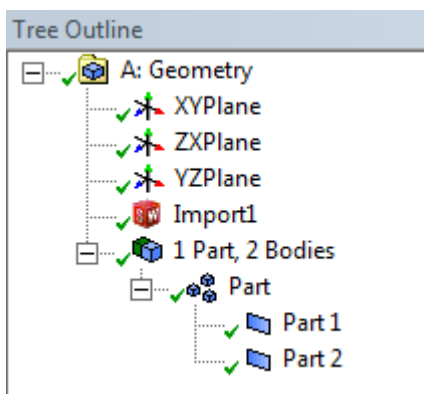 Tree Outline
A: Geometry
XYPlane
ZXPlane
YZPlane
Import1
1 Part, 2 Bodies
Part
Part 1
Part 2